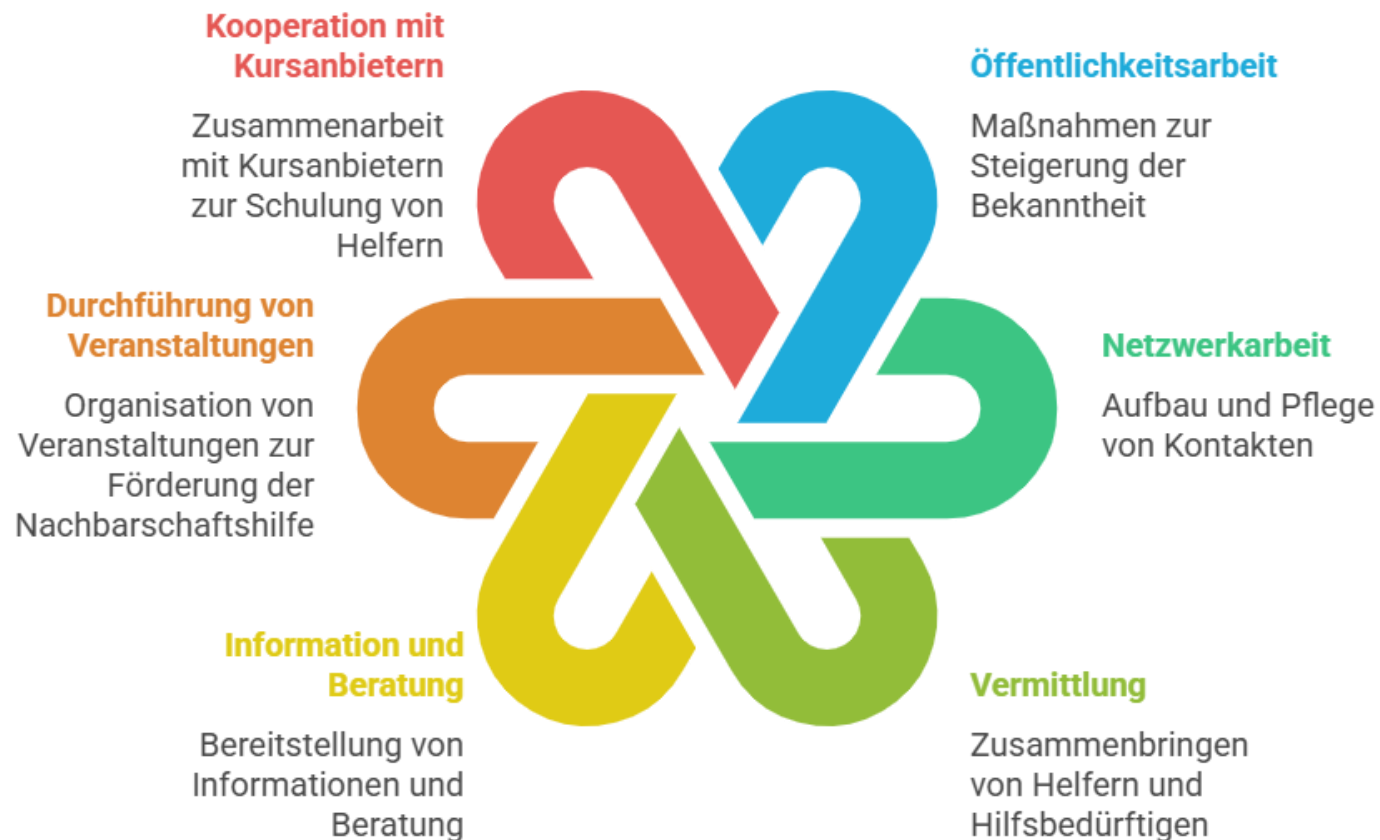 Kooperation mit
Kursanbietern
Zusammenarbeit
mit Kursanbietern
zur Schulung von
Helfern
Öffentlichkeitsarbeit
Maßnahmen zur
Steigerung der
Bekanntheit
Durchführung von
Veranstaltungen
Organisation von
Veranstaltungen zur
Förderung der
Nachbarschaftshilfe
Netzwerkarbeit
Aufbau und Pflege
von Kontakten
Information und
Beratung
Bereitstellung von
Informationen und
Beratung
Vermittlung
Zusammenbringen
von Helfern und
Hilfsbedürftigen